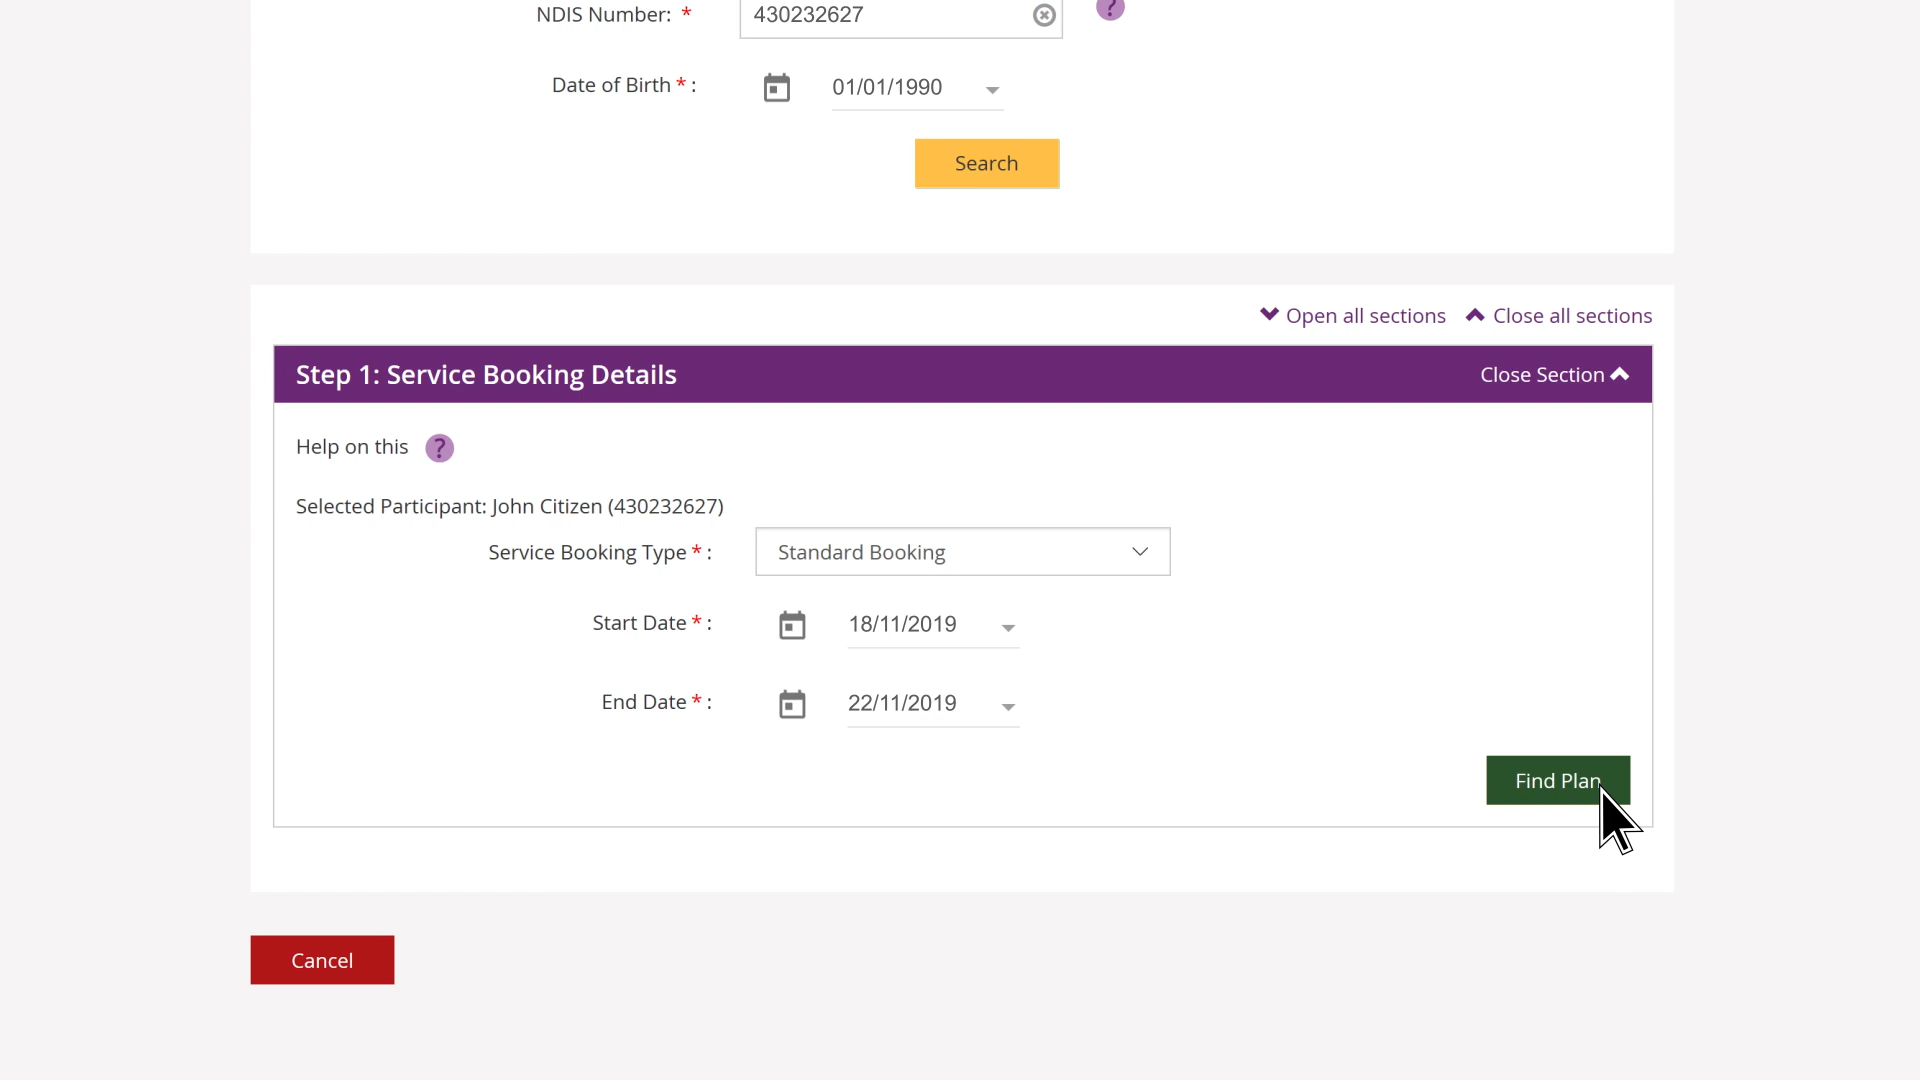 NDIS Number: * 430232627 ?
Date of Birth * : 01/01/1990
Search
Open all sections Close all sections
Step 1: Service Booking Details Close Section
Help on this ?
Selected Participant: John Citizen (430232627)
Service Booking Type * : Standard Booking
Start Date * : 18/11/2019
End Date * : 22/11/2019
Find Plan
Cancel